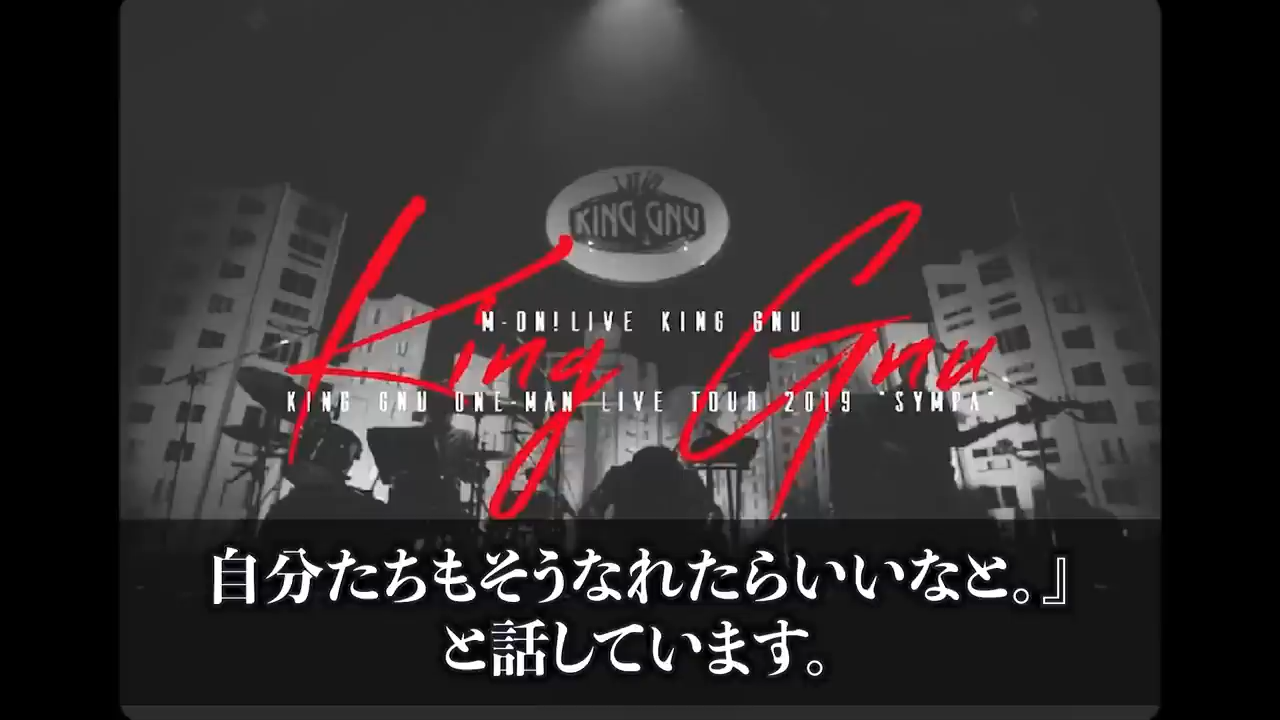 KING GNU
King Gnu
M-ON! LIVE KING GNU
KING GNU ONE-MAN LIVE TOUR 2019 "SYMPA"
自分たちもそうなれたらいいなと。』
と話しています。